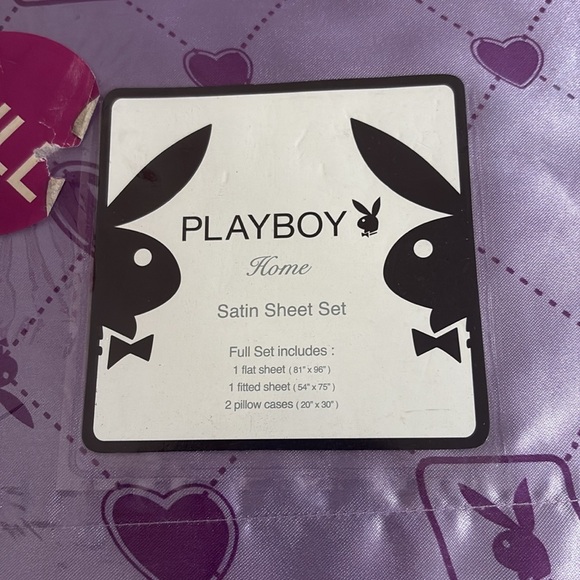 PLAYBOY
Home
Satin Sheet Set
Full Set includes :
1 flat sheet ( 81" x 96" )
1 fitted sheet ( 54" x 75" )
2 pillow cases ( 20" x 30" )